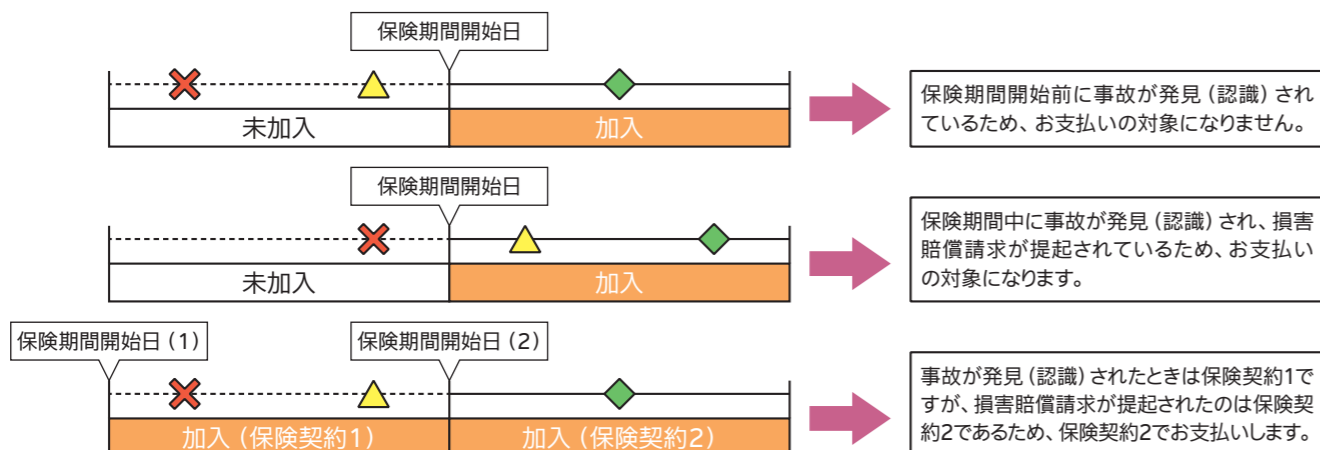 保険期間開始日
未加入
加入
保険期間開始前に事故が発見（認識）され
ているため、お支払いの対象になりません。
保険期間開始日
未加入
加入
保険期間中に事故が発見（認識）され、損害
賠償請求が提起されているため、お支払い
の対象になります。
保険期間開始日（1）
保険期間開始日（2）
加入（保険契約1）
加入（保険契約2）
事故が発見（認識）されたときは保険契約1で
すが、損害賠償請求が提起されたのは保険契
約2であるため、保険契約2でお支払いします。